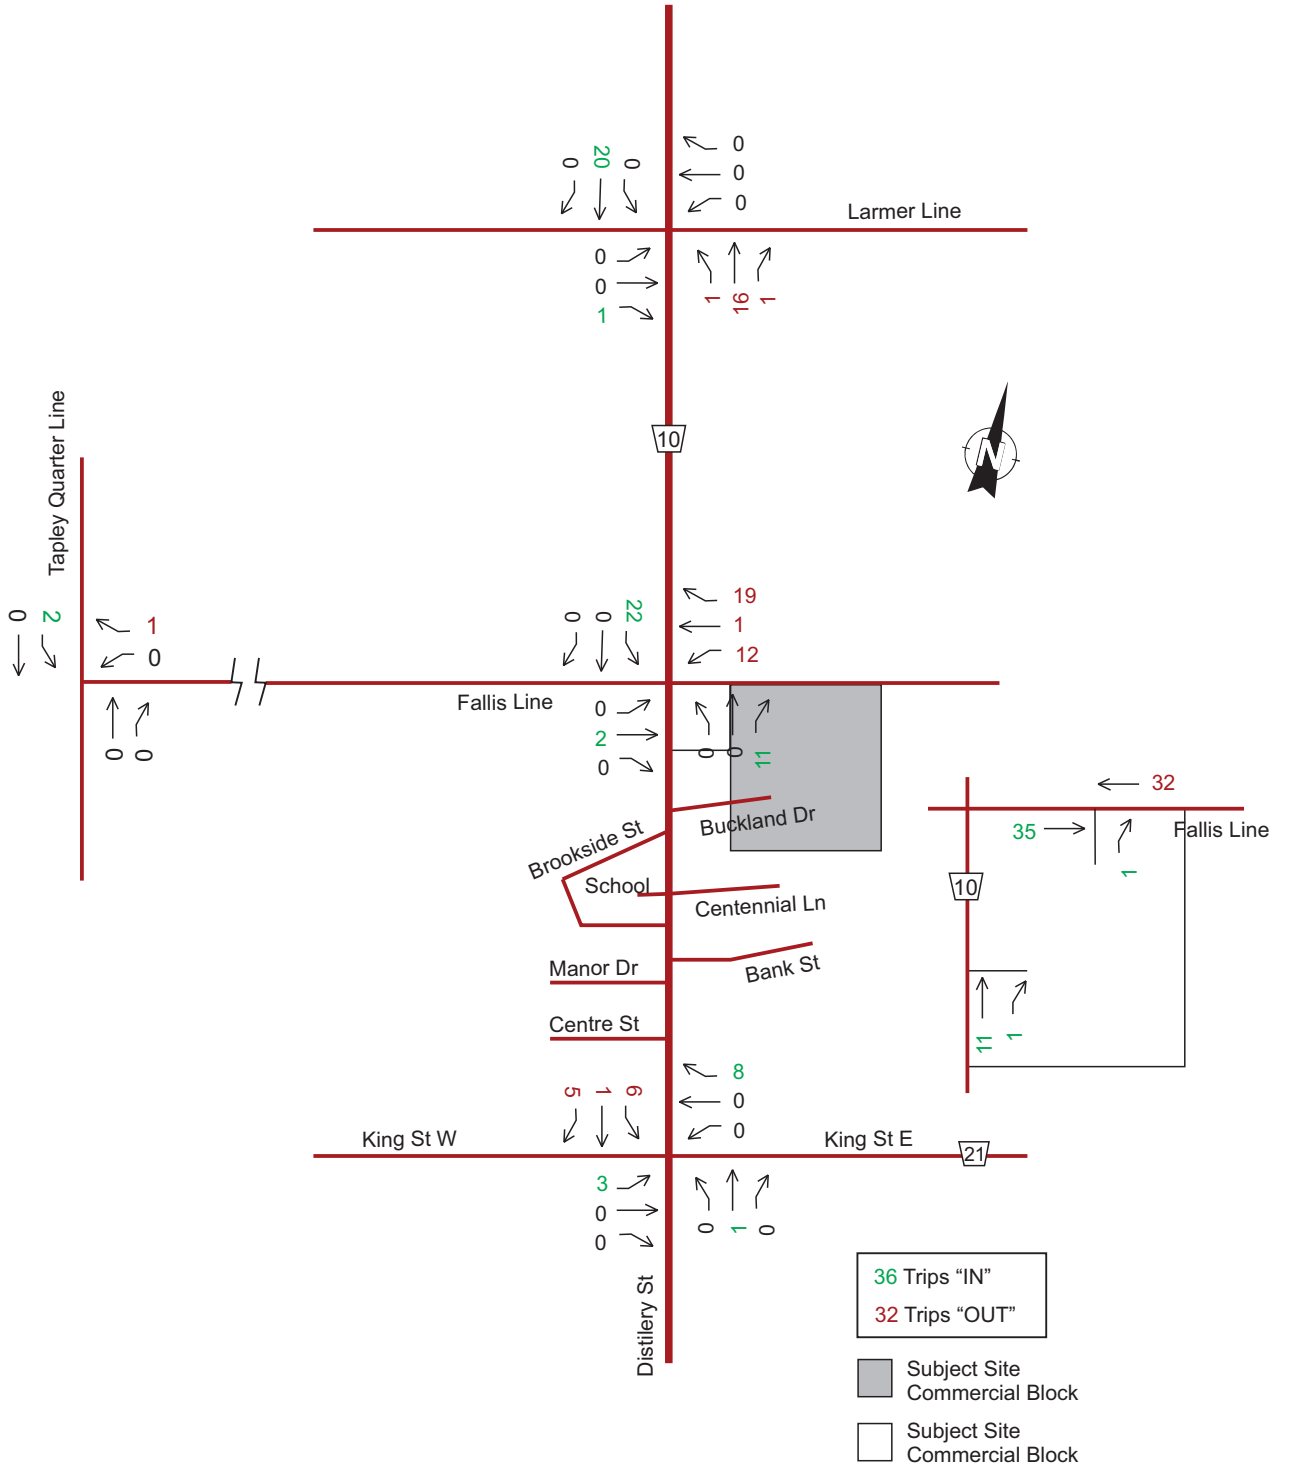 0 20 0
0
0
0
Larmer Line
0
0
1
1 16 1
10
Tapley Quarter Line
N
0 2
1
0
0 0
0 0 22
19
1
12
Fallis Line
0
2
0
0 0 11
Buckland Dr
Brookside St
School
Centennial Ln
Manor Dr
Bank St
Centre St
32
35
Fallis Line
1
10
11 1
5 1 6
8
0
0
King St W
King St E
21
3
0
0
0 1 0
Distilery St
36 Trips “IN”
32 Trips “OUT”
Subject Site
Commercial Block
Subject Site
Commercial Block